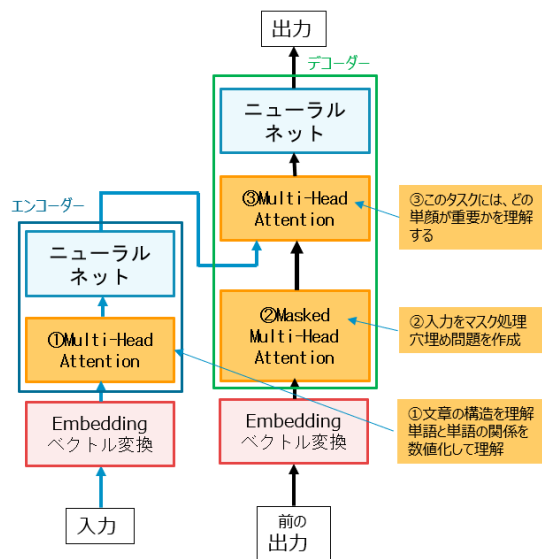 出力
デコーダー
ニューラル
ネット
③Multi-Head
Attention
③このタスクには、どの
単顔が重要かを理解
する
エンコーダー
ニューラル
ネット
①Multi-Head
Attention
②Masked
Multi-Head
Attention
②入力をマスク処理
穴埋め問題を作成
Embedding
ベクトル変換
Embedding
ベクトル変換
①文章の構造を理解
単語と単語の関係を
数値化して理解
入力
前の
出力